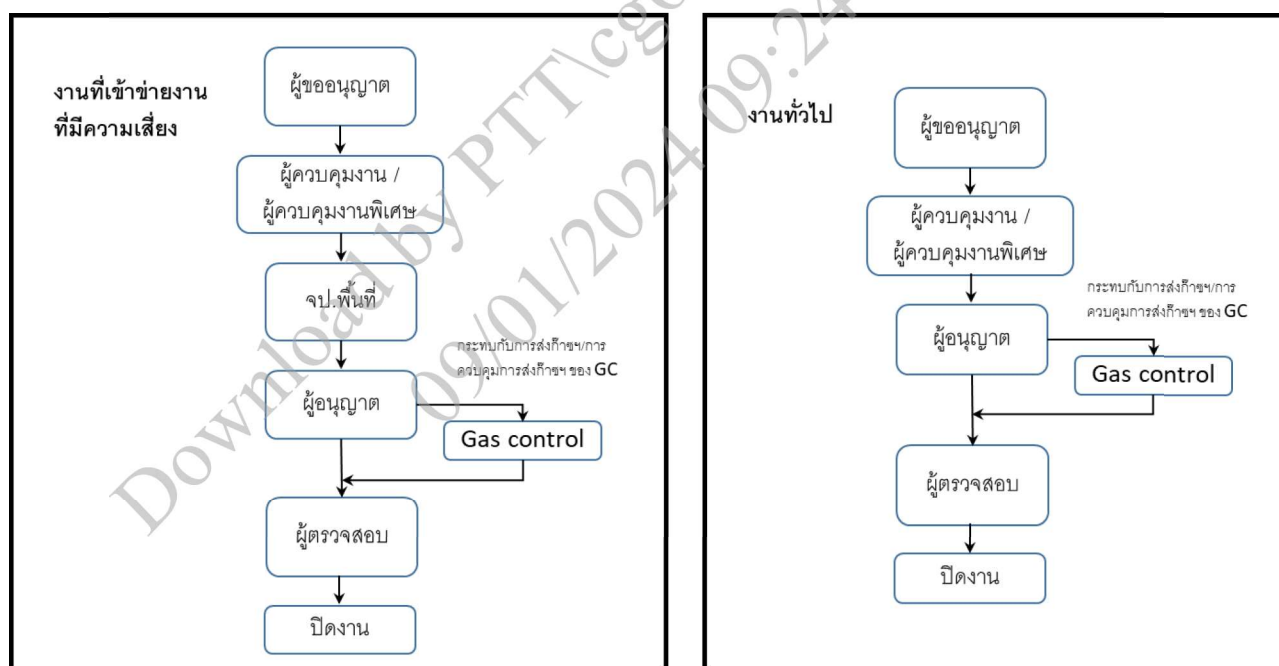 งานที่เข้าข่ายงาน
ที่มีความเสี่ยง
ผู้ขออนุญาต
ผู้ควบคุมงาน /
ผู้ควบคุมงานพิเศษ
จป.พื้นที่
กระทบกับการส่งก๊าซฯ/การ
ควบคุมการส่งก๊าซฯ ของ GC
ผู้อนุญาต
Gas control
ผู้ตรวจสอบ
ปิดงาน
งานทั่วไป
ผู้ขออนุญาต
ผู้ควบคุมงาน /
ผู้ควบคุมงานพิเศษ
กระทบกับการส่งก๊าซฯ/การ
ควบคุมการส่งก๊าซฯ ของ GC
ผู้อนุญาต
Gas control
ผู้ตรวจสอบ
ปิดงาน
Download by PTT\cg
09/01/2024 09:24